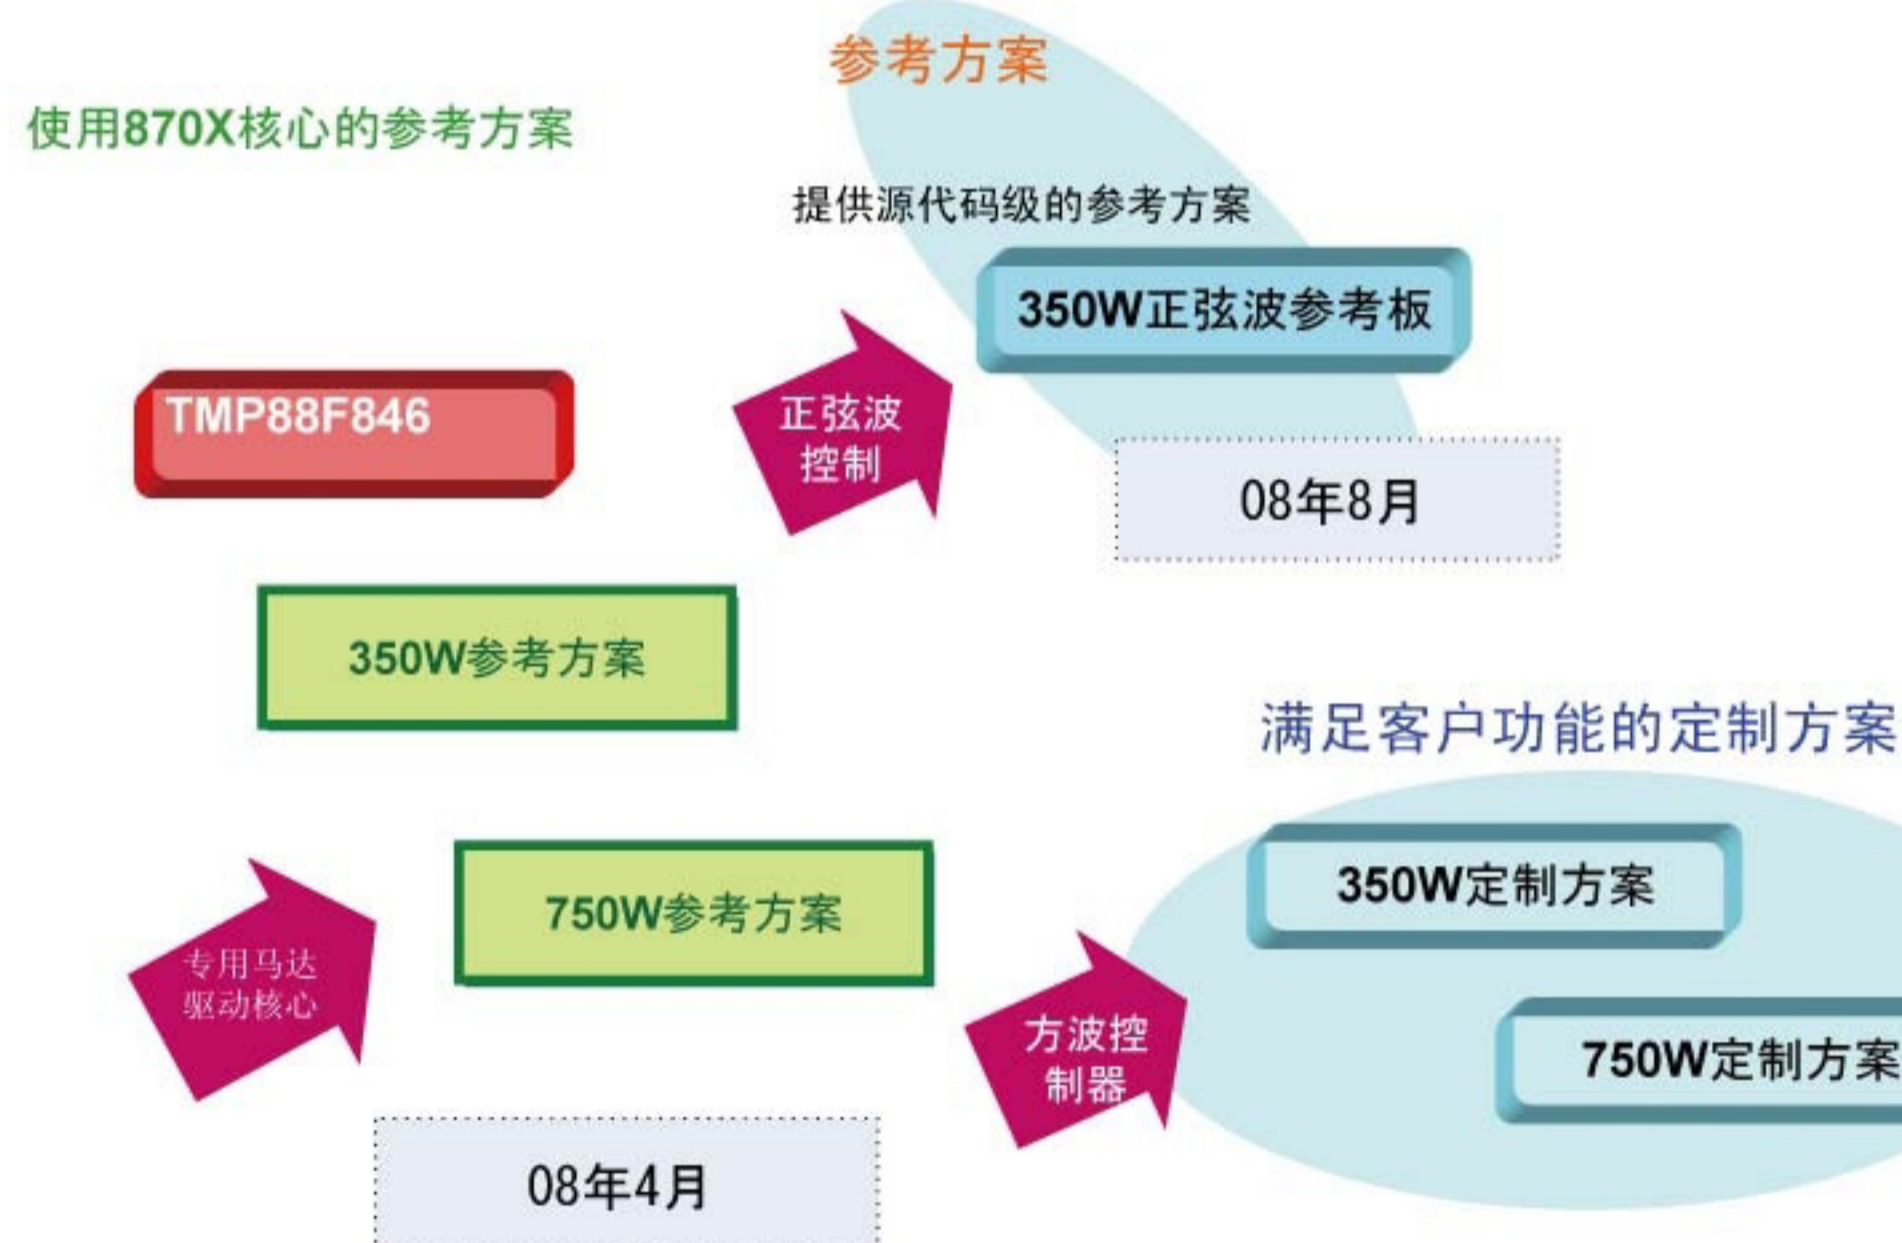 参考方案
使用870X核心的参考方案
提供源代码级的参考方案
350W正弦波参考板
TMP88F846
正弦波
控制
08年8月
350W参考方案
满足客户功能的定制方案
750W参考方案
350W定制方案
专用马达
驱动核心
方波控
制器
750W定制方案
08年4月